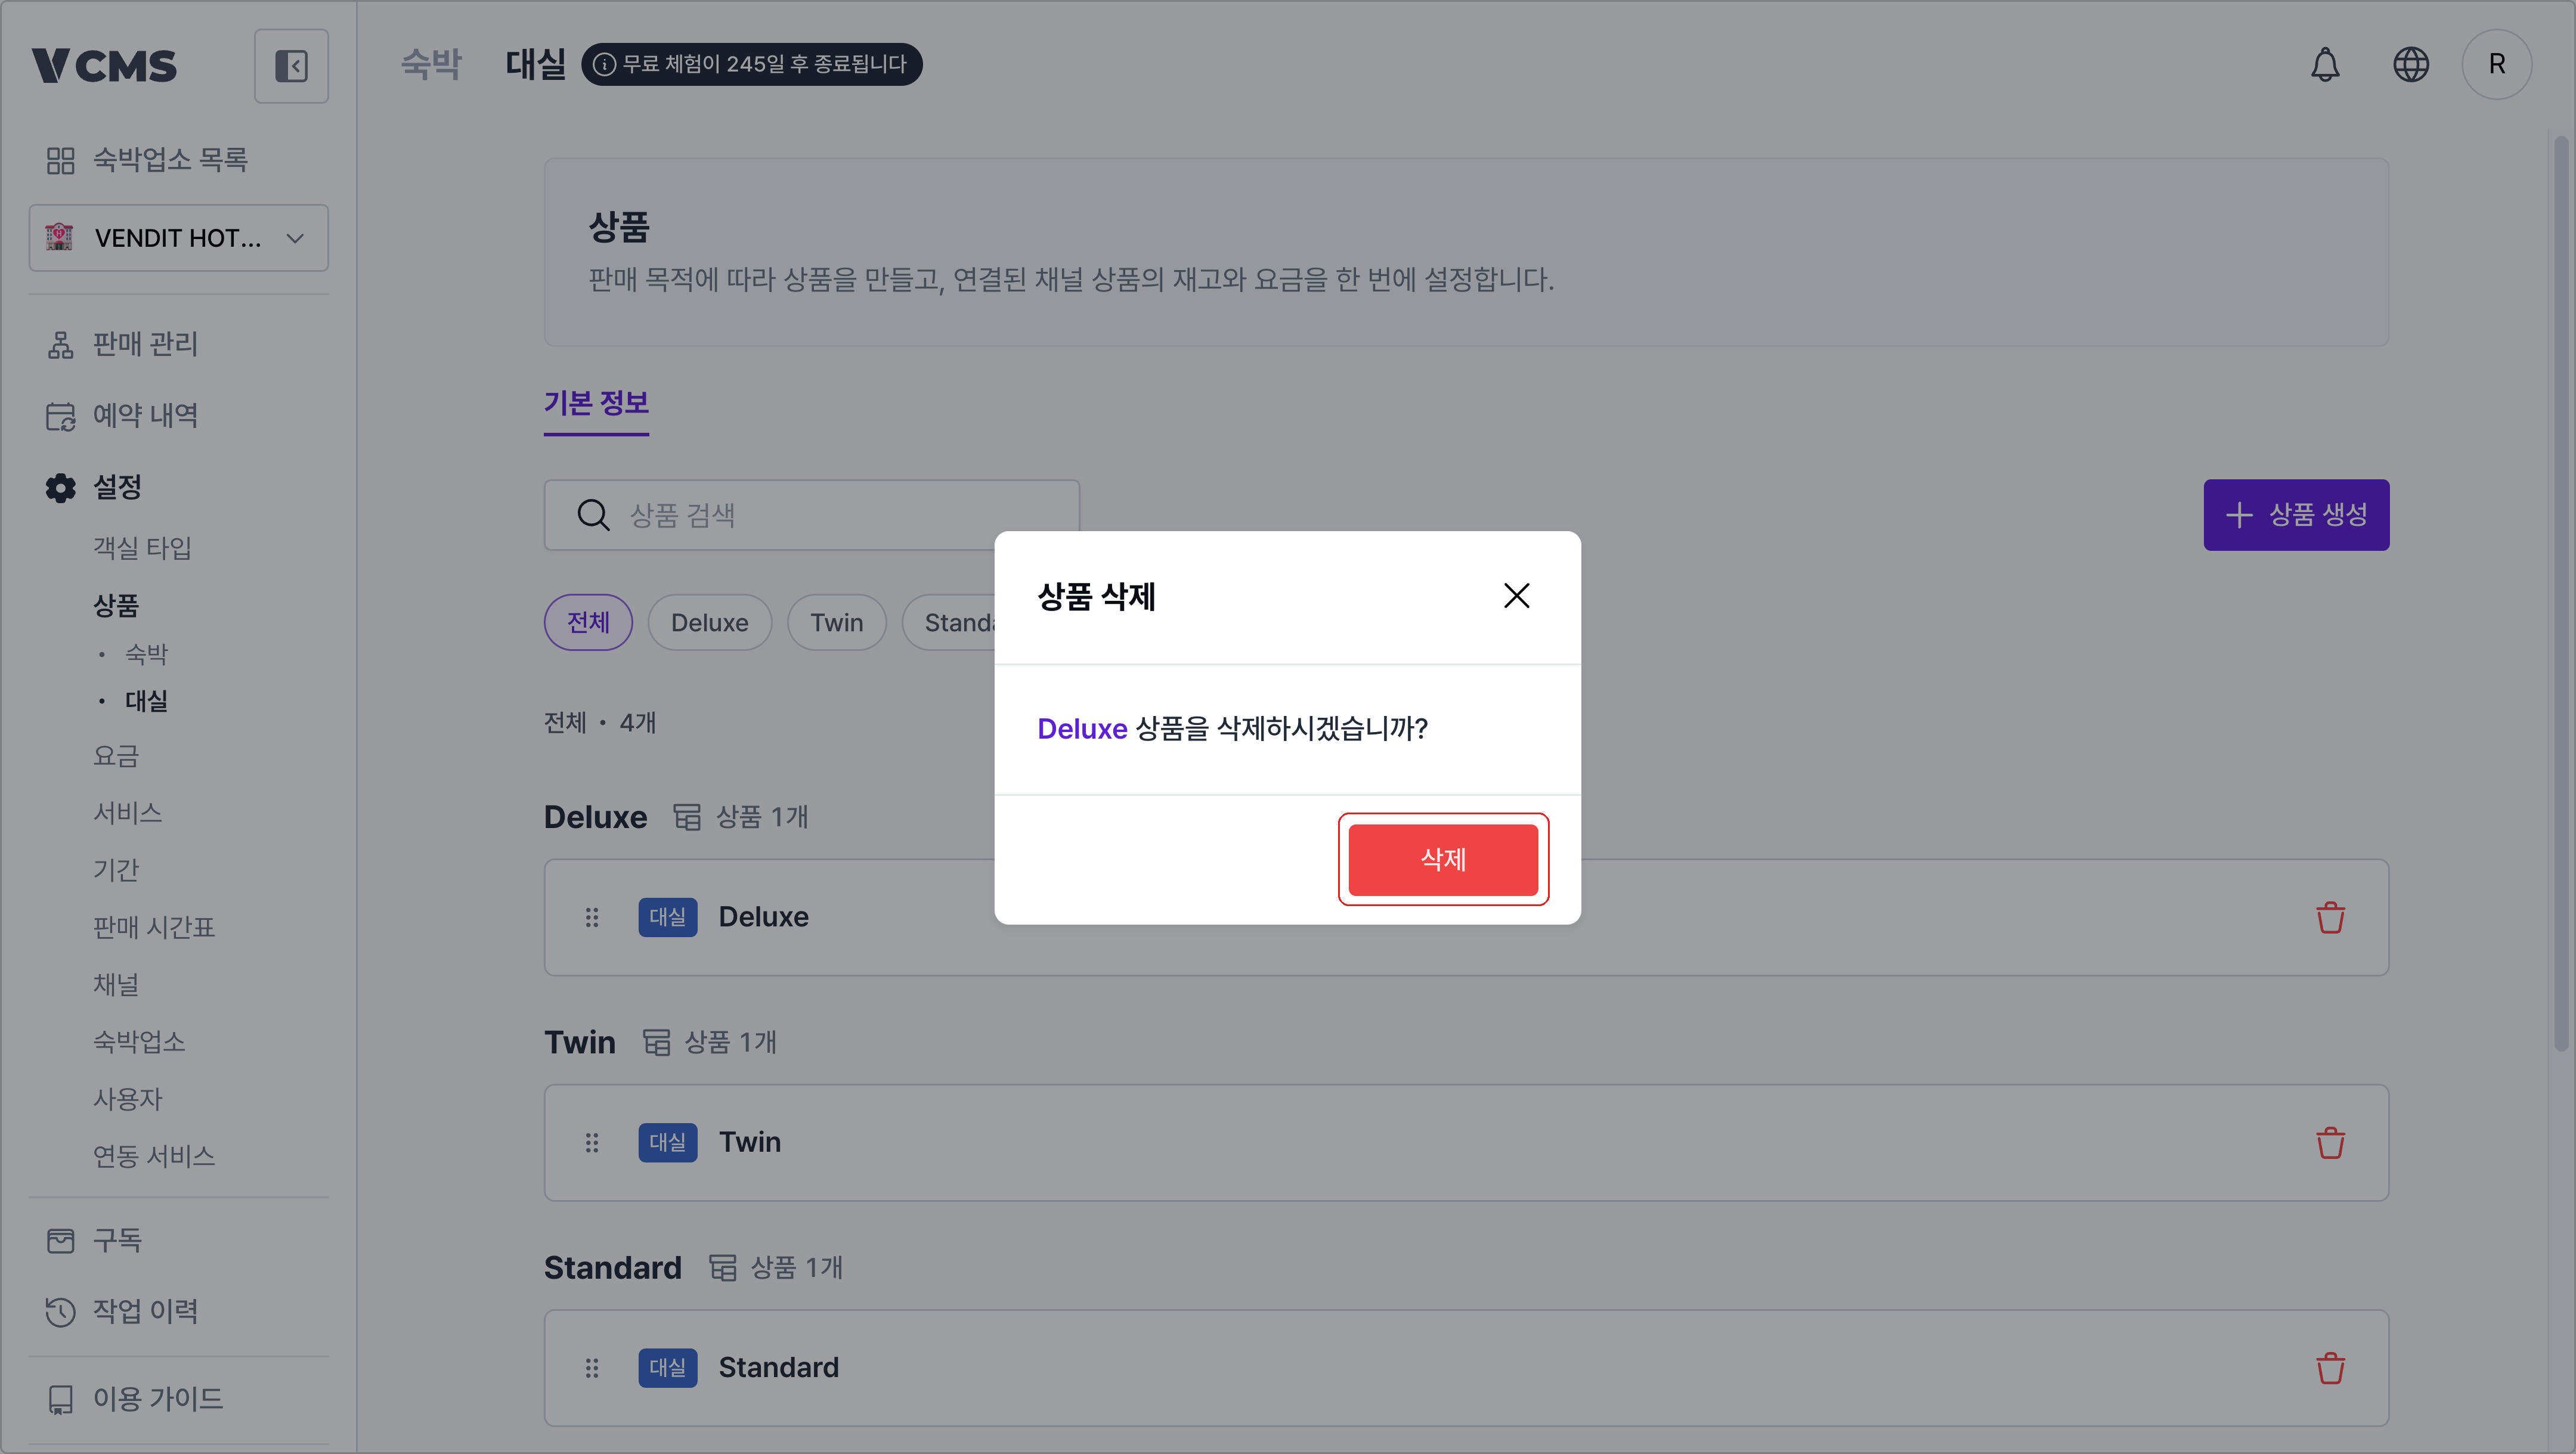 VCMS
숙박업소 목록
VENDIT HOT...
판매 관리
예약 내역
설정
객실 타입
상품
• 숙박
• 대실
요금
서비스
기간
판매 시간표
채널
숙박업소
사용자
연동 서비스
구독
작업 이력
이용 가이드
숙박 대실 무료 체험이 245일 후 종료됩니다
R
상품
판매 목적에 따라 상품을 만들고, 연결된 채널 상품의 재고와 요금을 한 번에 설정합니다.
기본 정보
상품 검색
상품 생성
전체 Deluxe Twin Standa
전체 • 4개
Deluxe 상품 1개
대실 Deluxe
Twin 상품 1개
대실 Twin
Standard 상품 1개
대실 Standard
상품 삭제
Deluxe 상품을 삭제하시겠습니까?
삭제